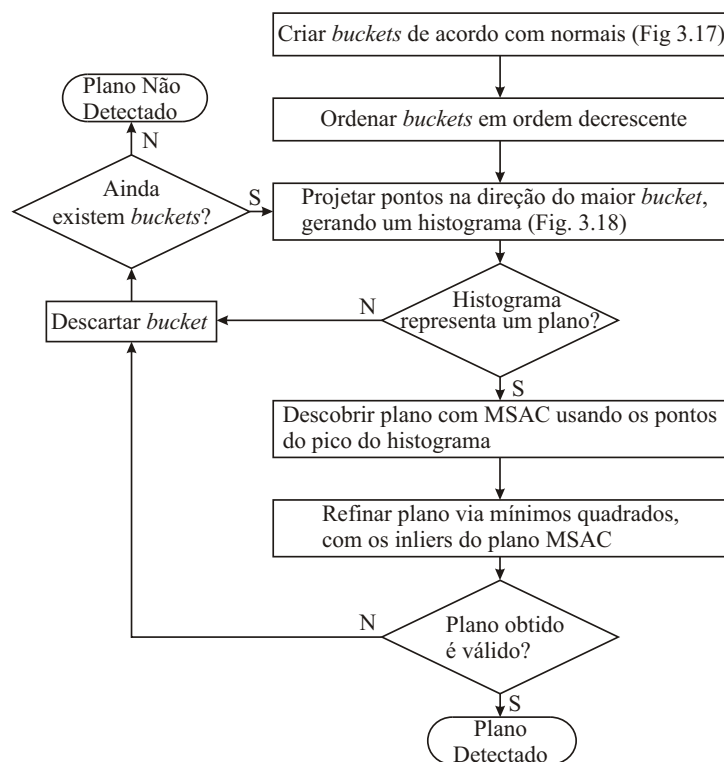 Criar buckets de acordo com normais (Fig 3.17)
Plano Não
Detectado
Ordenar buckets em ordem decrescente
N
Ainda
existem buckets?
S
Projetar pontos na direção do maior bucket,
gerando um histograma (Fig. 3.18)
Histograma
representa um plano?
N
Descartar bucket
S
Descobrir plano com MSAC usando os pontos
do pico do histograma
Refinar plano via mínimos quadrados,
com os inliers do plano MSAC
N
Plano obtido
é válido?
S
Plano
Detectado